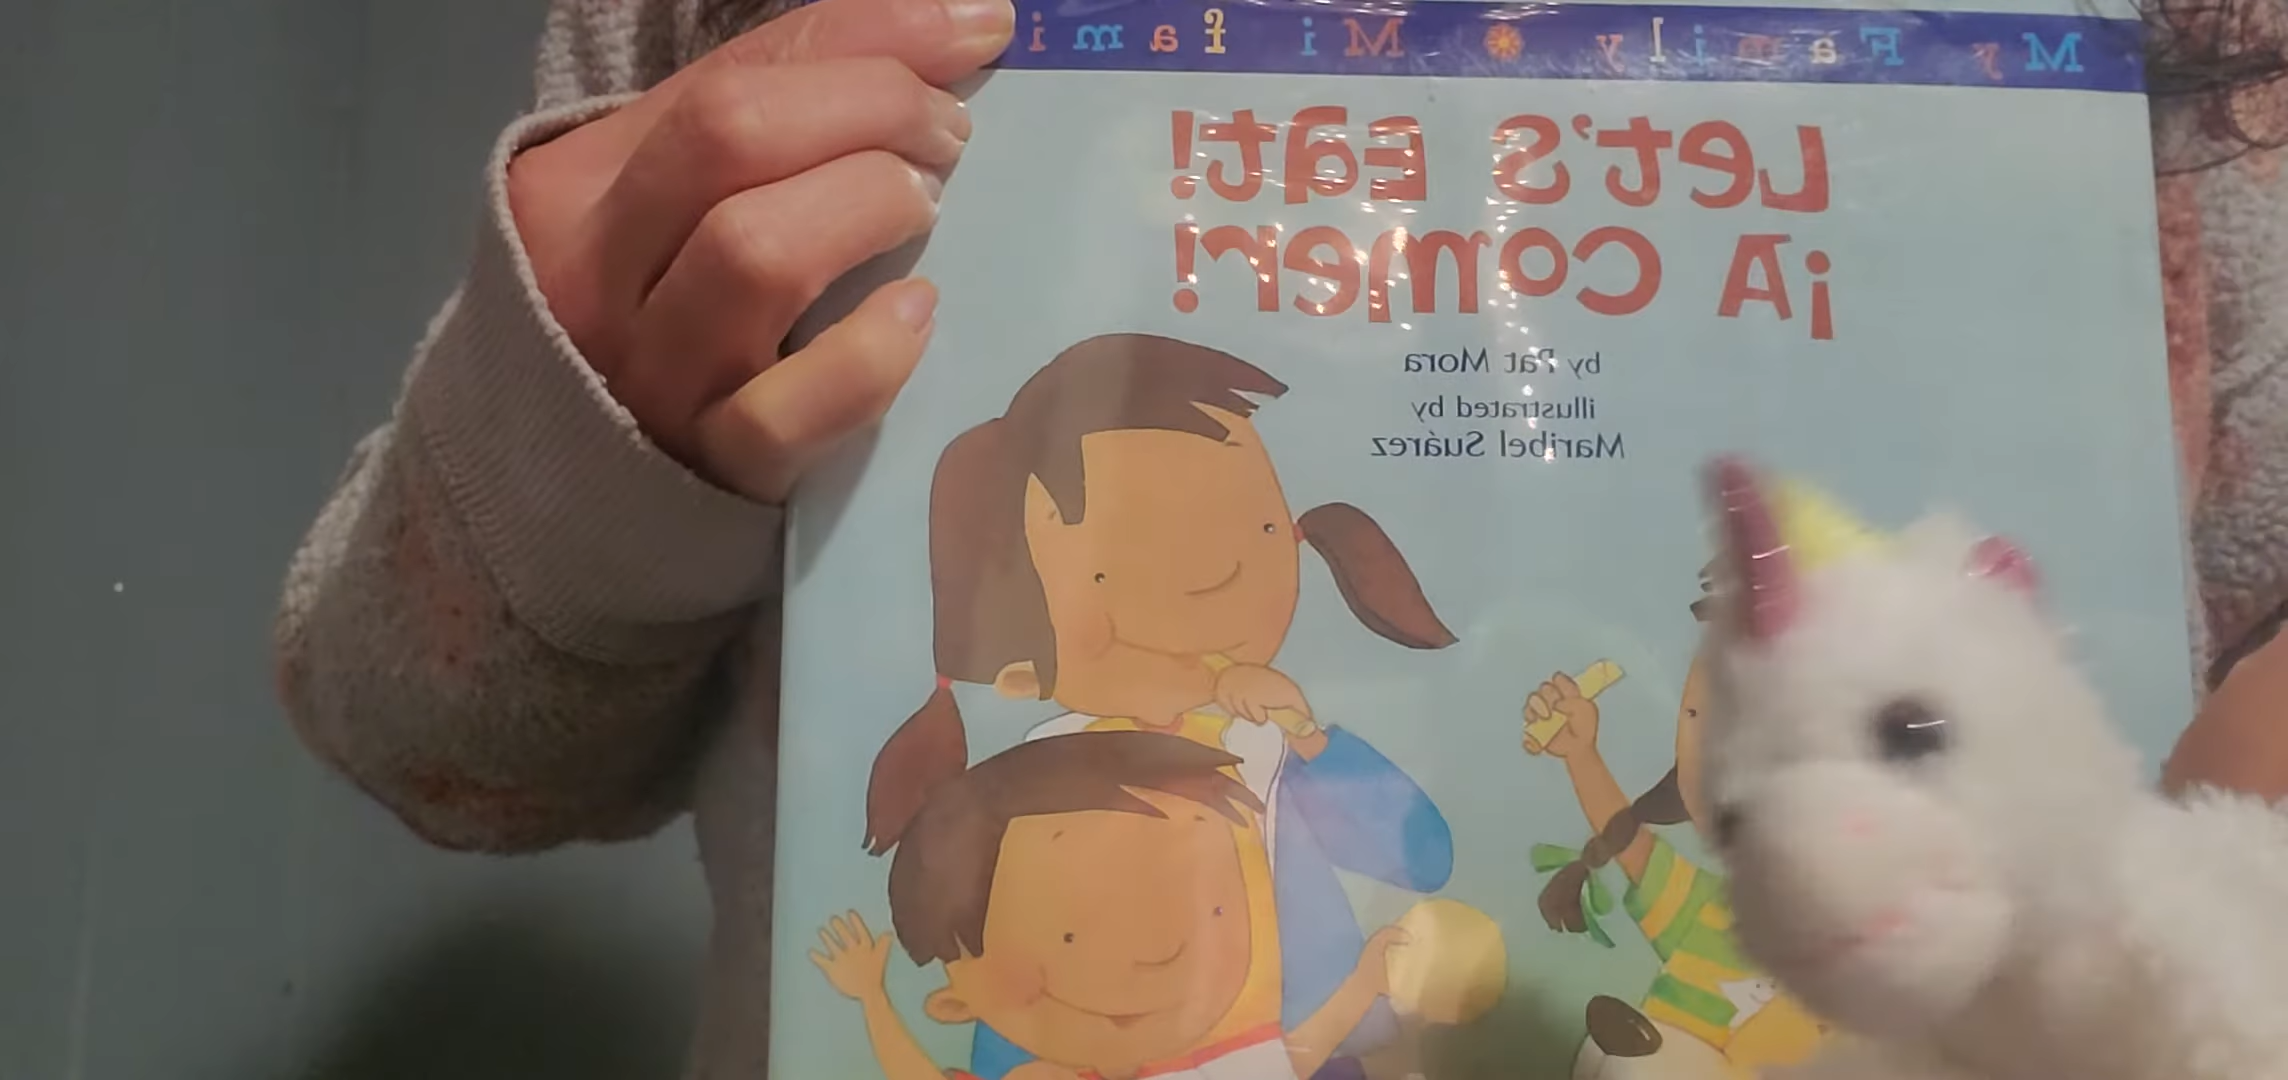 My Family Mi fami
Let's Eat!
¡A Comer!
by Pat Mora
illustrated by
Maribel Suárez